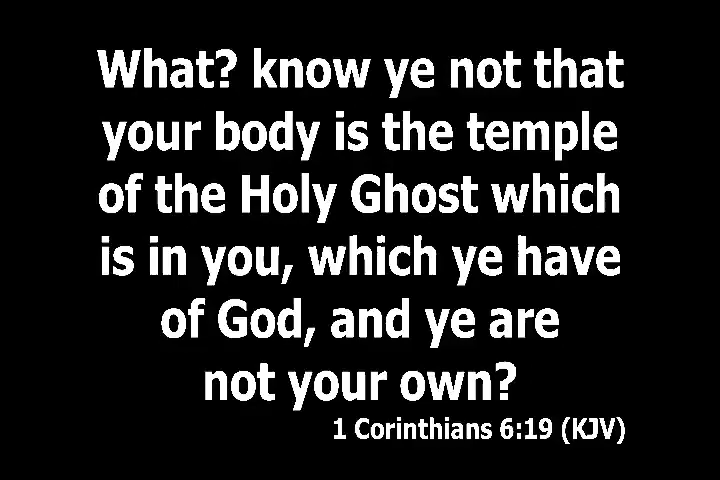 What? know ye not that
your body is the temple
of the Holy Ghost which
is in you, which ye have
of God, and ye are
not your own?
1 Corinthians 6:19 (KJV)